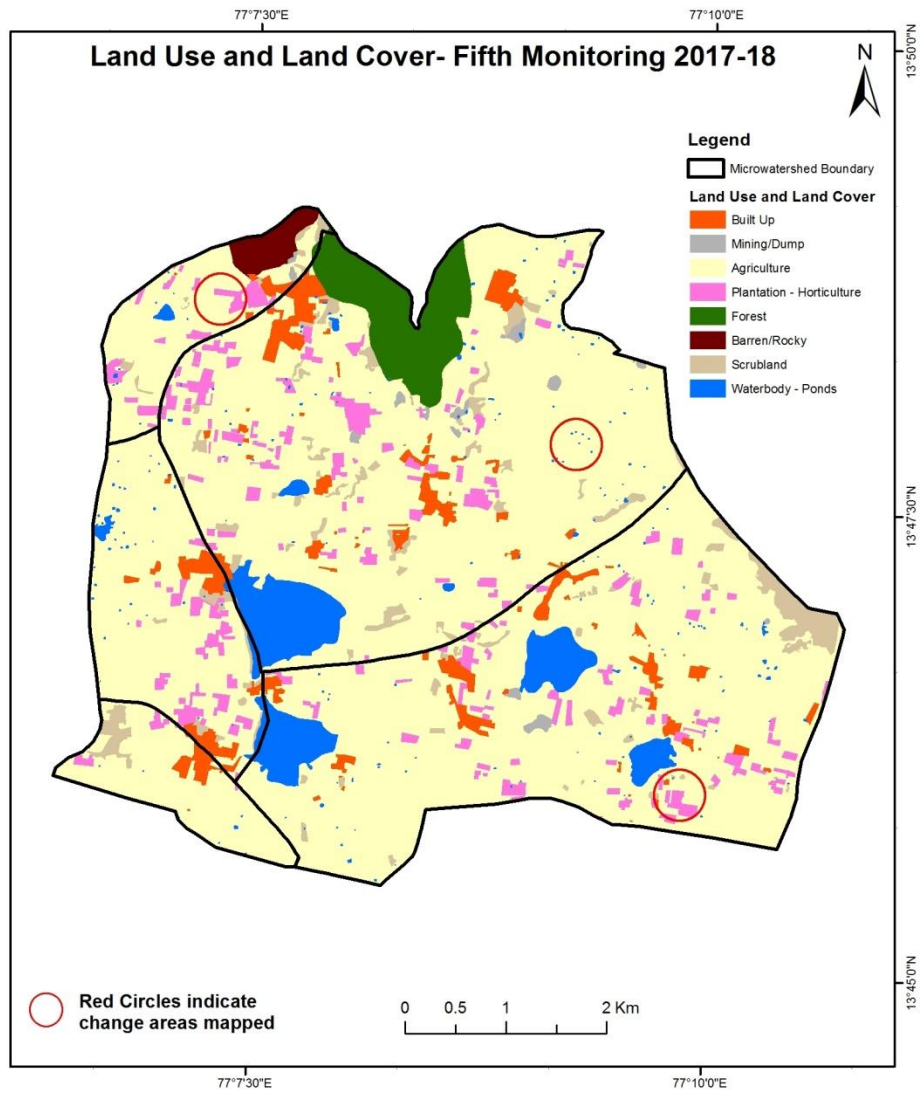 77°7'30"E
77°10'0"E
Land Use and Land Cover- Fifth Monitoring 2017-18
N
13°50'0"N
Legend
Microwatershed Boundary
Land Use and Land Cover
Built Up
Mining/Dump
Agriculture
Plantation - Horticulture
Forest
Barren/Rocky
Scrubland
Waterbody - Ponds
13°47'30"N
13°45'0"N
Red Circles indicate
change areas mapped
0 0.5 1 2 Km
77°7'30"E
77°10'0"E